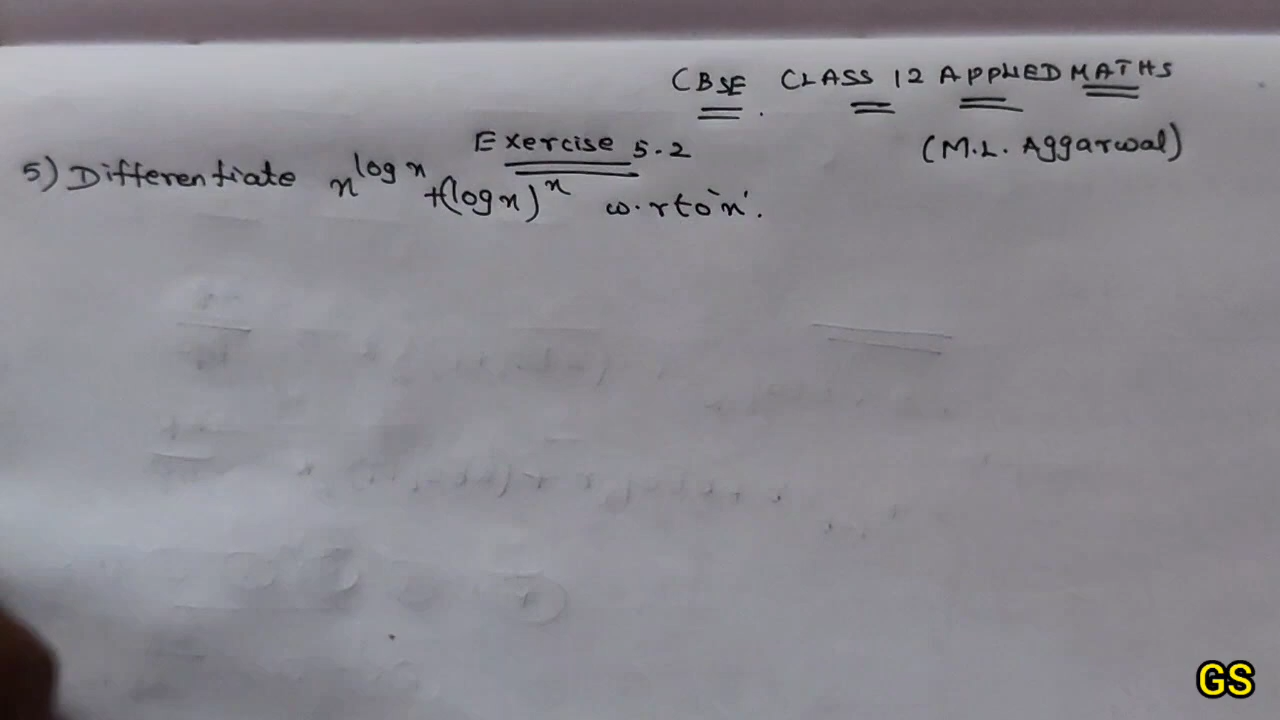 CBSE CLASS 12 APPLIED MATHS
Exercise 5.2 (M.L. Aggarwal)
5) Differentiate x^log x + (log x)^x w.r to 'x'.
GS